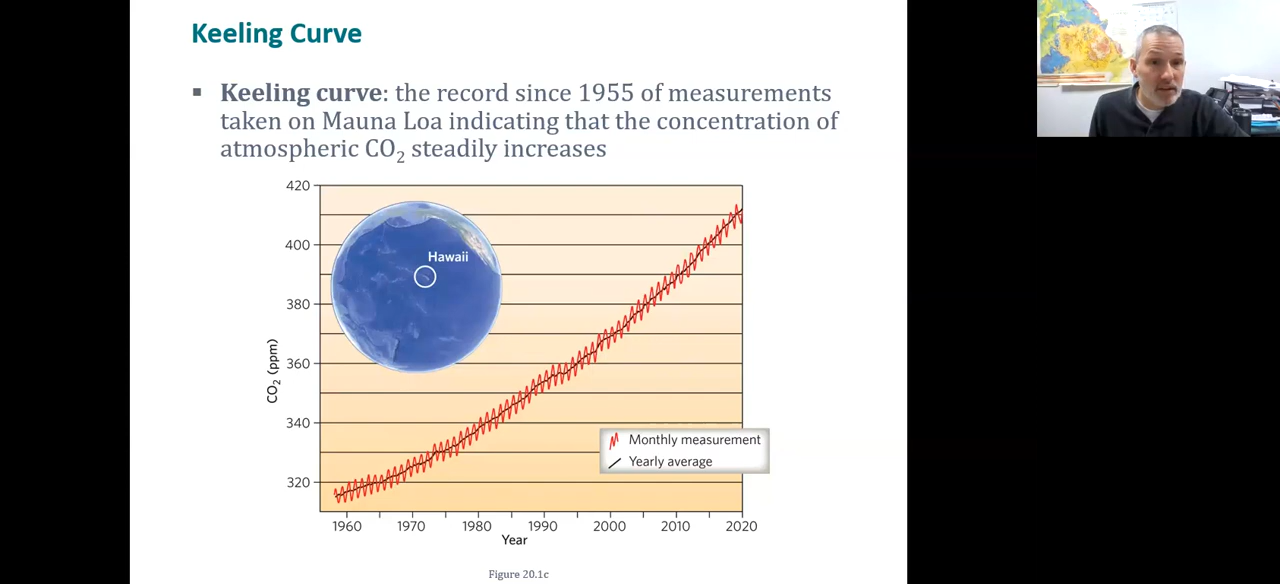 Keeling Curve
▪ Keeling curve: the record since 1955 of measurements
taken on Mauna Loa indicating that the concentration of
atmospheric CO₂ steadily increases
420
400
380
360
340
320
CO₂ (ppm)
Hawaii
Monthly measurement
Yearly average
1960 1970 1980 1990 2000 2010 2020
Year
Figure 20.1c